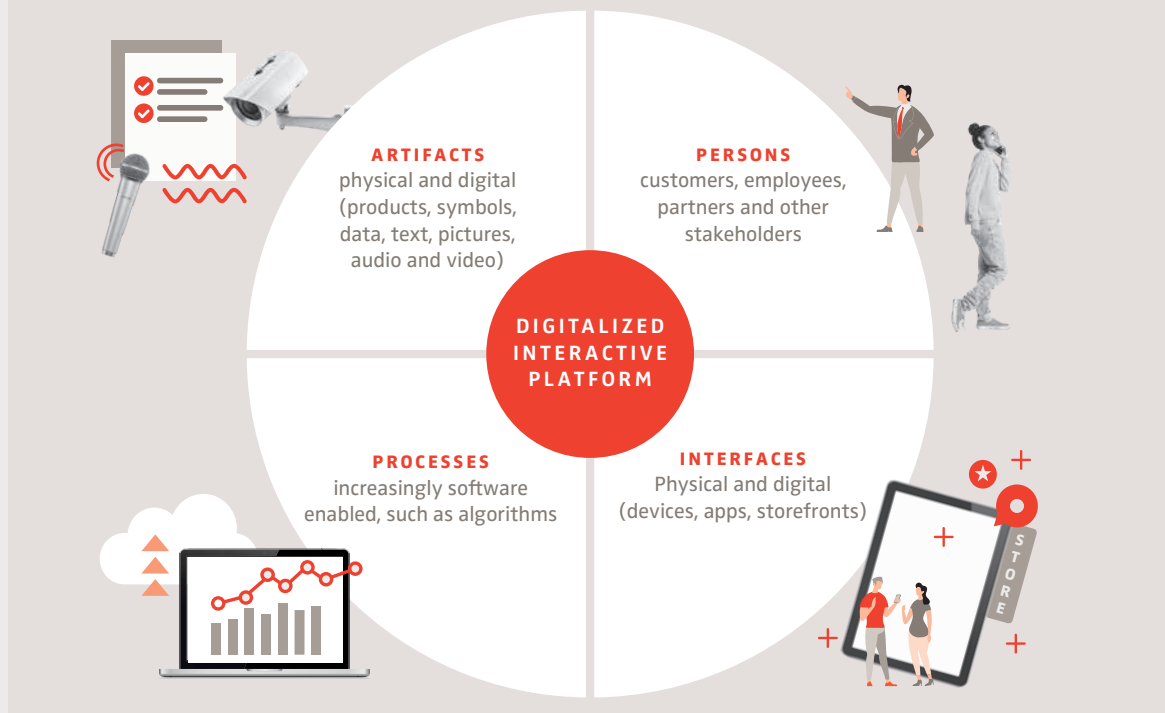 ARTIFACTS
physical and digital
(products, symbols,
data, text, pictures,
audio and video)
PERSONS
customers, employees,
partners and other
stakeholders
DIGITALIZED
INTERACTIVE
PLATFORM
PROCESSES
increasingly software
enabled, such as algorithms
INTERFACES
Physical and digital
(devices, apps, storefronts)
STORE